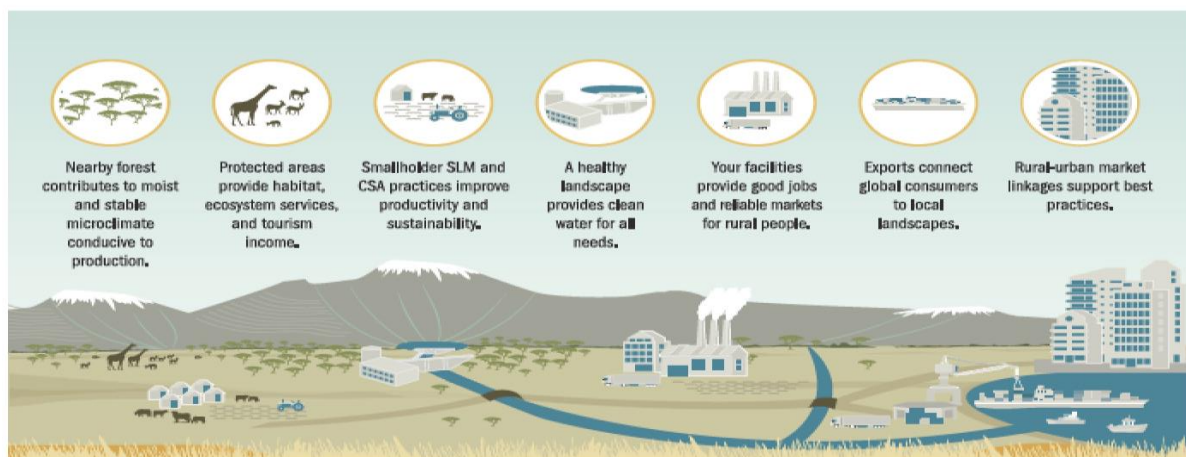 Nearby forest
contributes to moist
and stable
microclimate
conducive to
production.
Protected areas
provide habitat,
ecosystem services,
and tourism
income.
Smallholder SLM and
CSA practices improve
productivity and
sustainability.
A healthy
landscape
provides clean
water for all
needs.
Your facilities
provide good jobs
and reliable markets
for rural people.
Exports connect
global consumers
to local
landscapes.
Rural-urban market
linkages support best
practices.